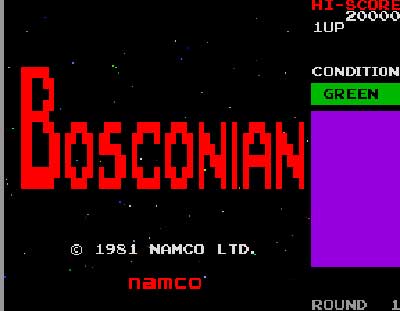 HI-SCORE
20000
1UP
CONDITION
GREEN
BOSCONIAN
© 1981 NAMCO LTD.
namco
ROUND 1